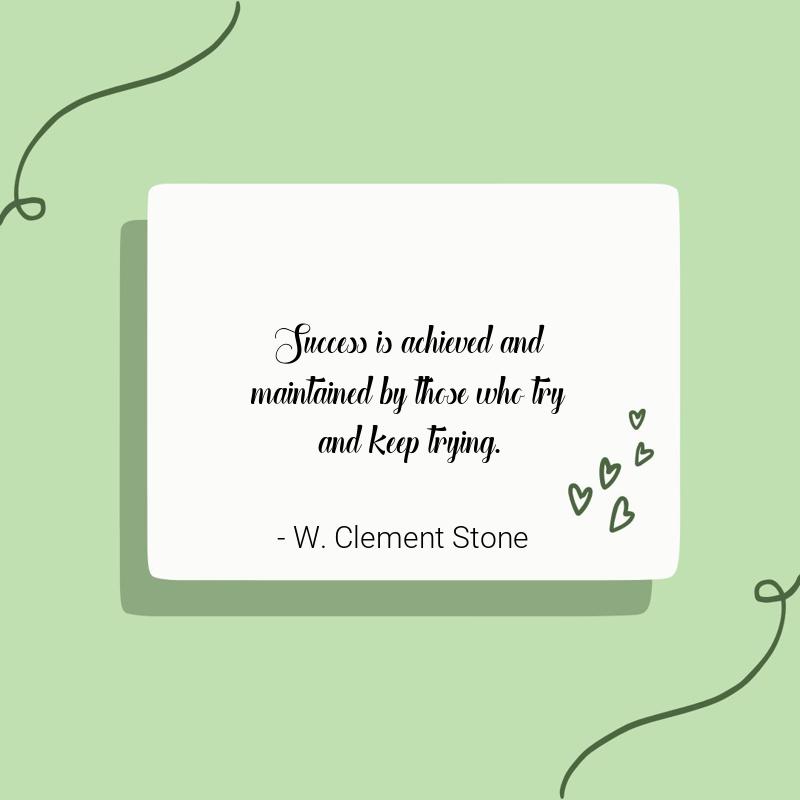 Success is achieved and
maintained by those who try
and keep trying.
- W. Clement Stone